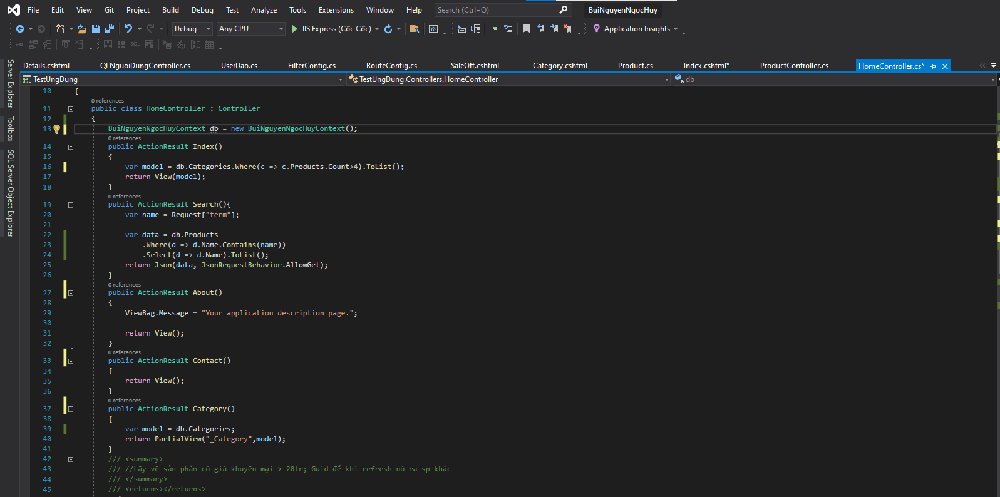 File Edit View Git Project Build Debug Test Analyze Tools Extensions Window Help Search (Ctrl+Q) BuiNguyenNgocHuy
Debug Any CPU IIS Express (Cốc Cốc) Application Insights
SQL SQL
Details.cshtml QLNguoiDungController.cs UserDao.cs FilterConfig.cs RouteConfig.cs _SaleOff.cshtml _Category.cshtml Product.cs Index.cshtml* ProductController.cs HomeController.cs*
TestUngDung TestUngDung.Controllers.HomeController db
Server Explorer
Toolbox
SQL Server Object Explorer
10 {
0 references
11 public class HomeController : Controller
12 {
13 BuiNguyenNgocHuyContext db = new BuiNguyenNgocHuyContext();
0 references
14 public ActionResult Index()
15 {
16 var model = db.Categories.Where(c => c.Products.Count>4).ToList();
17 return View(model);
18 }
0 references
19 public ActionResult Search(){
20 var name = Request["term"];
21
22 var data = db.Products
23 .Where(d => d.Name.Contains(name))
24 .Select(d => d.Name).ToList();
25 return Json(data, JsonRequestBehavior.AllowGet);
26 }
0 references
27 public ActionResult About()
28 {
29 ViewBag.Message = "Your application description page.";
30
31 return View();
32 }
0 references
33 public ActionResult Contact()
34 {
35 return View();
36 }
0 references
37 public ActionResult Category()
38 {
39 var model = db.Categories;
40 return PartialView("_Category",model);
41 }
42 /// <summary>
43 /// //Lấy về sản phẩm có giá khuyến mại > 20tr; Guid để khi refresh nó ra sp khác
44 /// </summary>
45 /// <returns></returns>